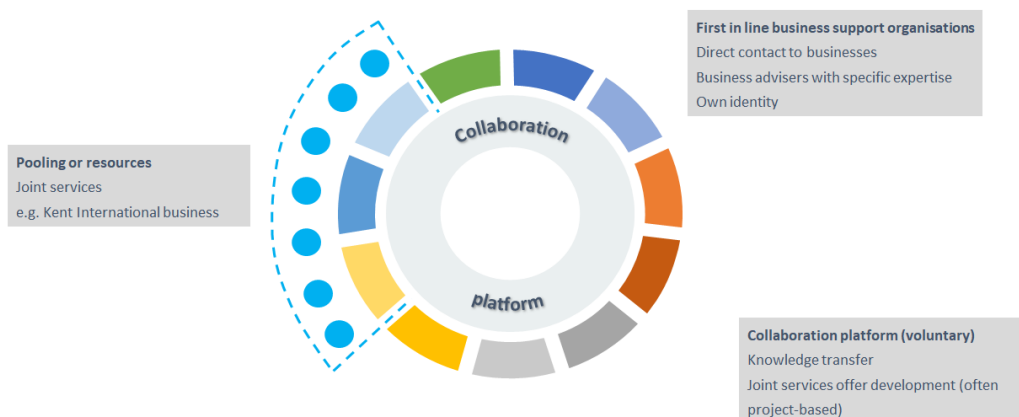 First in line business support organisations
Direct contact to businesses
Business advisers with specific expertise
Own identity
Collaboration
Pooling or resources
Joint services
e.g. Kent International business
platform
Collaboration platform (voluntary)
Knowledge transfer
Joint services offer development (often
project-based)